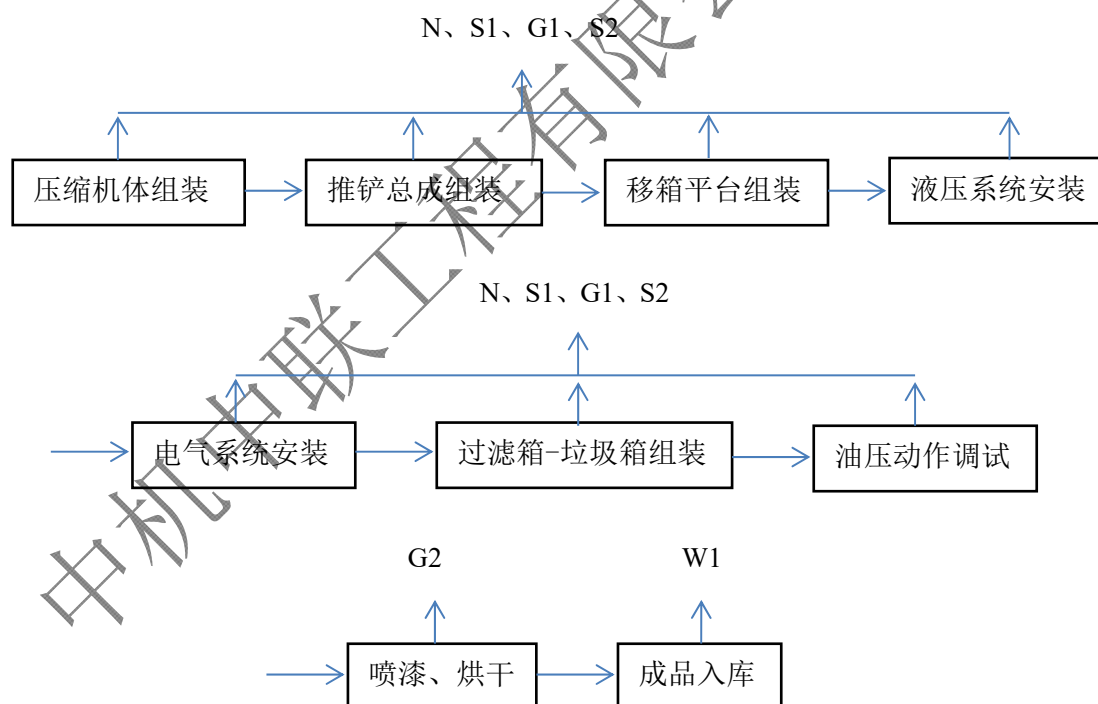 N、S1、G1、S2
压缩机体组装
推铲总成组装
移箱平台组装
液压系统安装
N、S1、G1、S2
电气系统安装
过滤箱-垃圾箱组装
油压动作调试
G2
W1
喷漆、烘干
成品入库
中机中联工程有限